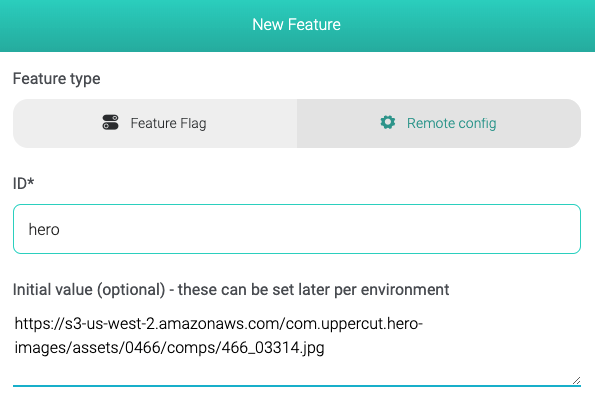 New Feature
Feature type
Feature Flag
Remote config
ID*
hero
Initial value (optional) - these can be set later per environment
https://s3-us-west-2.amazonaws.com/com.uppercut.hero-
images/assets/0466/comps/466_03314.jpg